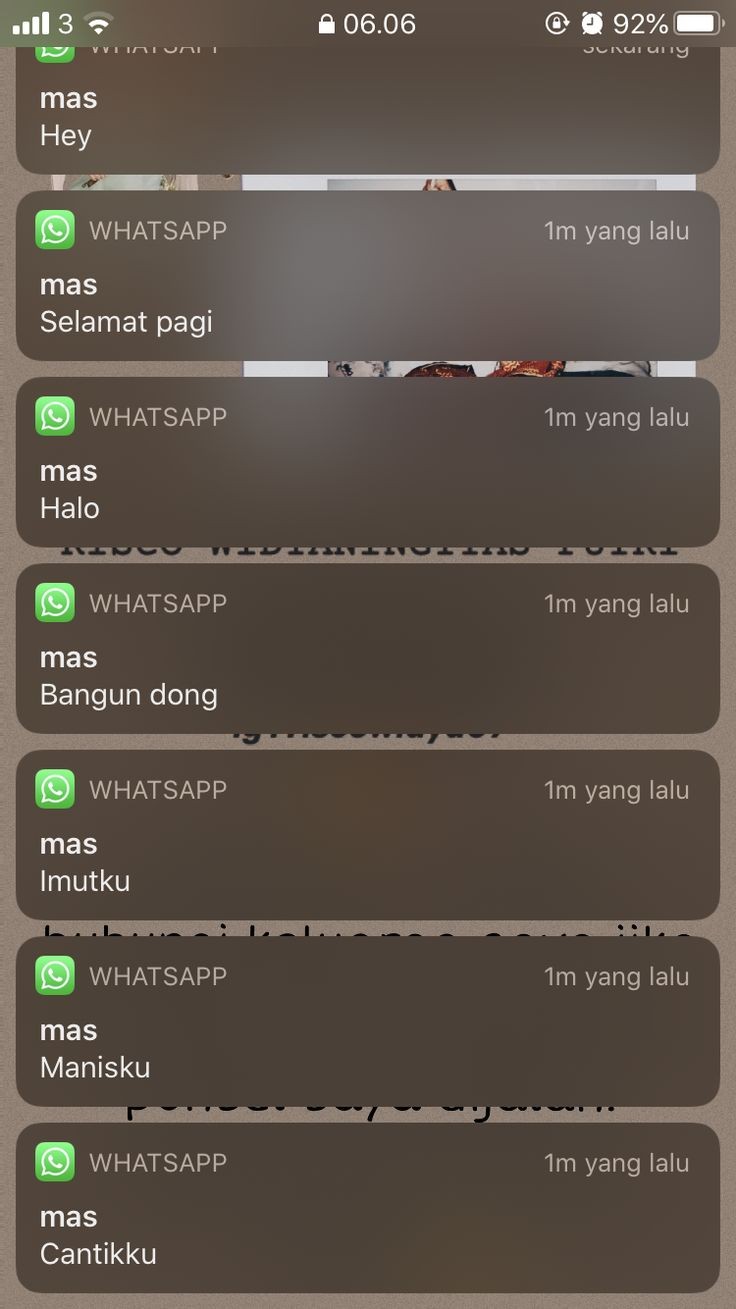 3 06.06 92%
WHATSAPP sekarang
mas
Hey
WHATSAPP 1m yang lalu
mas
Selamat pagi
WHATSAPP 1m yang lalu
mas
Halo
WHATSAPP 1m yang lalu
mas
Bangun dong
WHATSAPP 1m yang lalu
mas
Imutku
WHATSAPP 1m yang lalu
mas
Manisku
WHATSAPP 1m yang lalu
mas
Cantikku